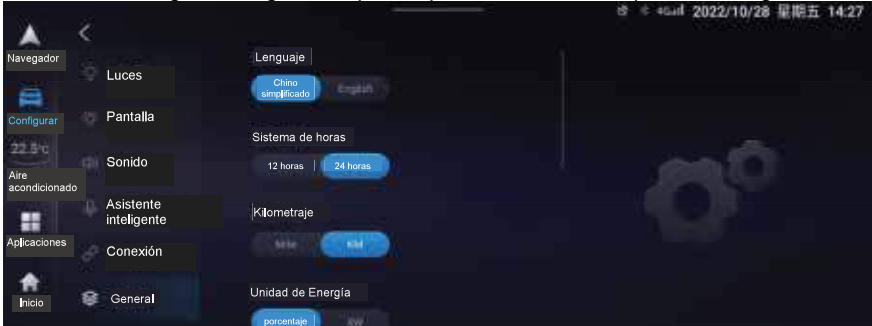 4G 2022/10/28 星期五 14:27
Navegador
Configurar
22.5°c
Aire
acondicionado
Aplicaciones
Inicio
Luces
Pantalla
Sonido
Asistente
inteligente
Conexión
General
Lenguaje
Chino
simplificado
English
Sistema de horas
12 horas
24 horas
Kilometraje
Mile
KM
Unidad de Energía
porcentaje
KW